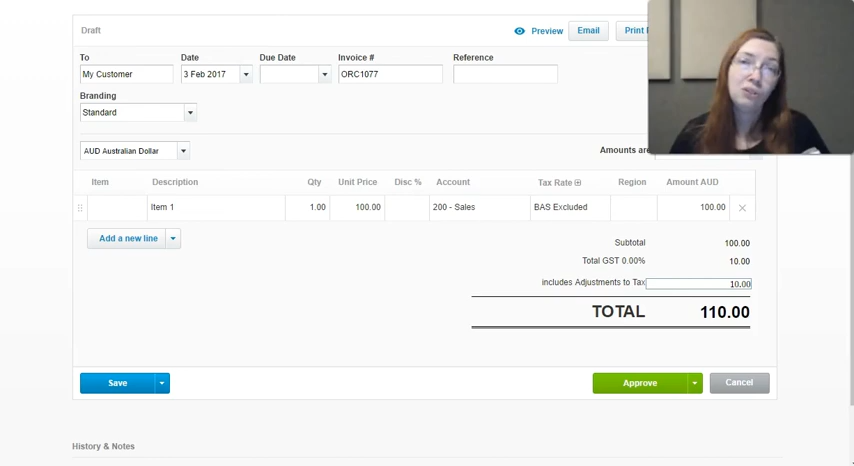 Draft
Preview Email Print
To Date Due Date Invoice # Reference
My Customer 3 Feb 2017 ORC1077
Branding
Standard
AUD Australian Dollar Amounts are
Item Description Qty Unit Price Disc % Account Tax Rate Region Amount AUD
Item 1 1.00 100.00 200 - Sales BAS Excluded 100.00
Add a new line
Subtotal 100.00
Total GST 0.00% 10.00
includes Adjustments to Tax 10.00
TOTAL 110.00
Save Approve Cancel
History & Notes